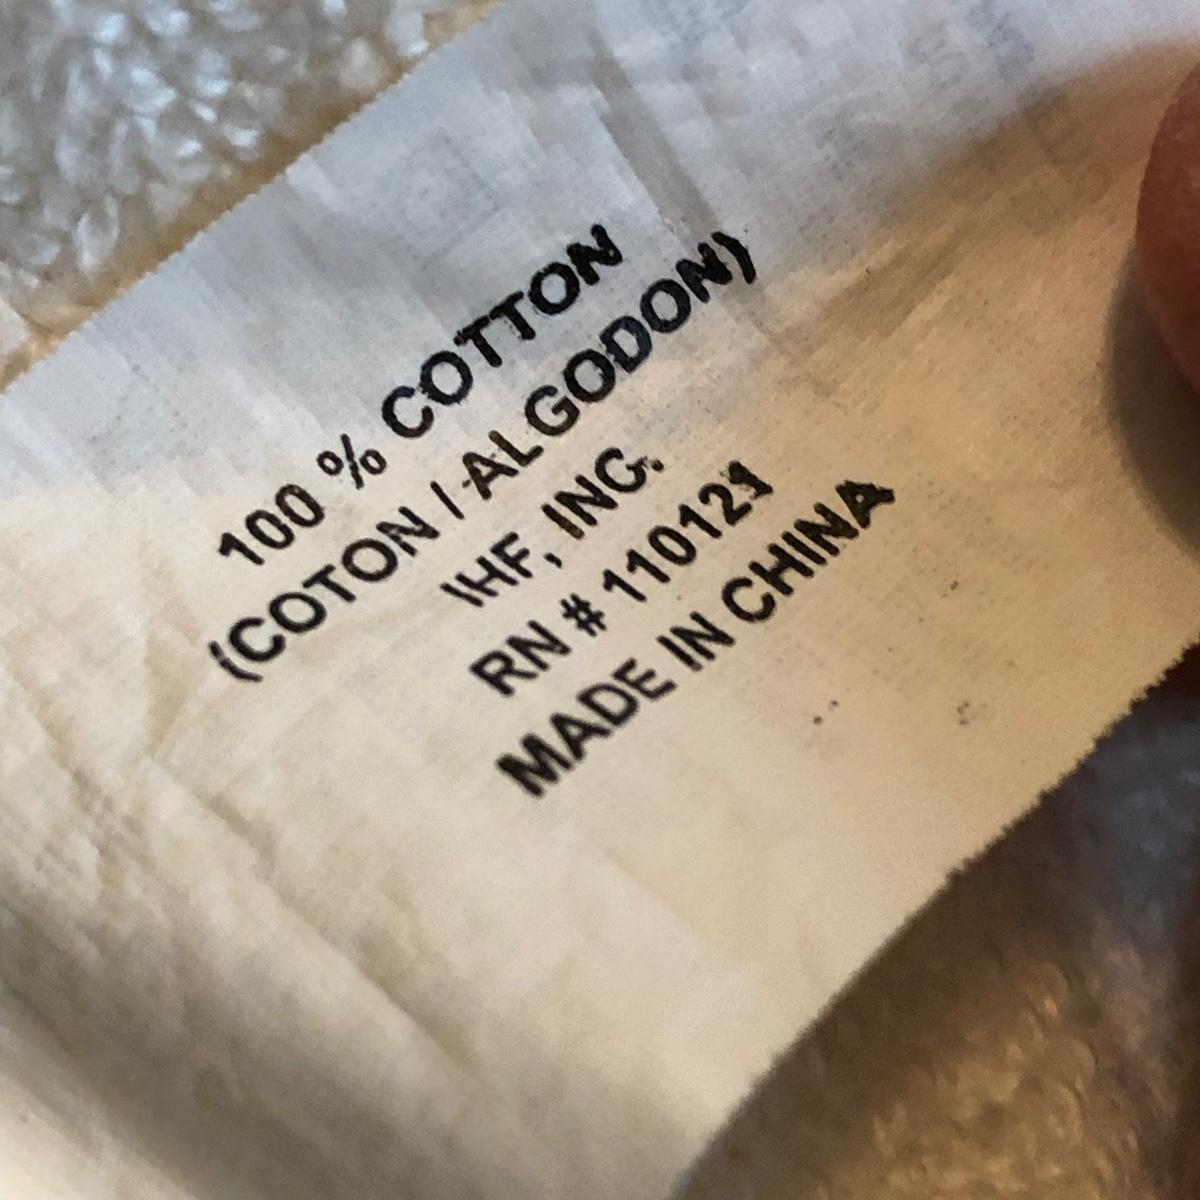 100 % COTTON
(COTON / ALGODON)
IHF, INC.
RN # 110121
MADE IN CHINA